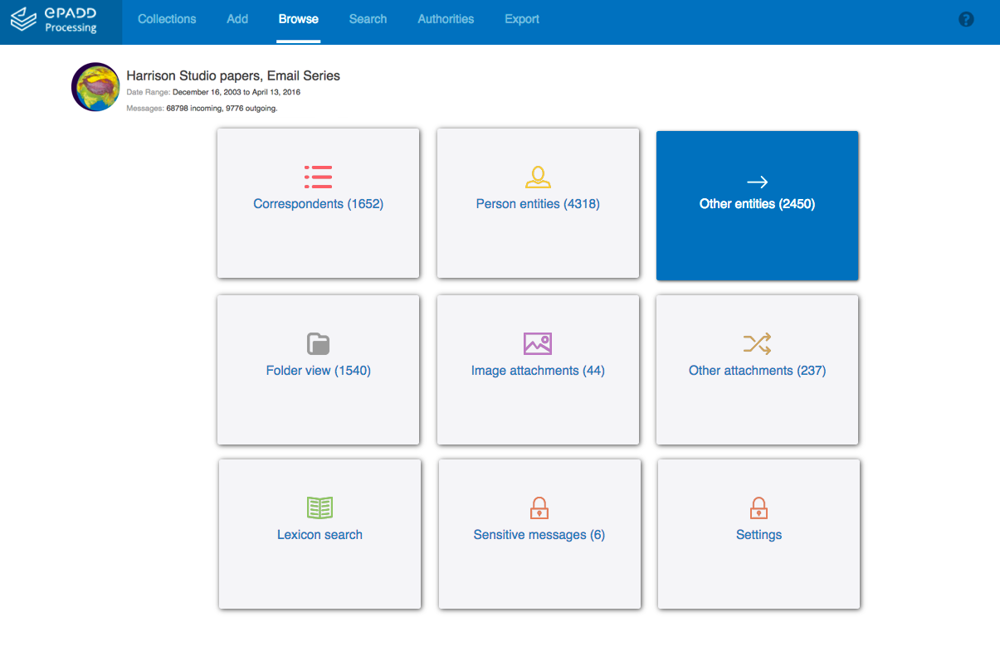 ePADD
Processing
Collections
Add
Browse
Search
Authorities
Export
?
Harrison Studio papers, Email Series
Date Range: December 16, 2003 to April 13, 2016
Messages: 68798 incoming, 9776 outgoing.
Correspondents (1652)
Person entities (4318)
Other entities (2450)
Folder view (1540)
Image attachments (44)
Other attachments (237)
Lexicon search
Sensitive messages (6)
Settings